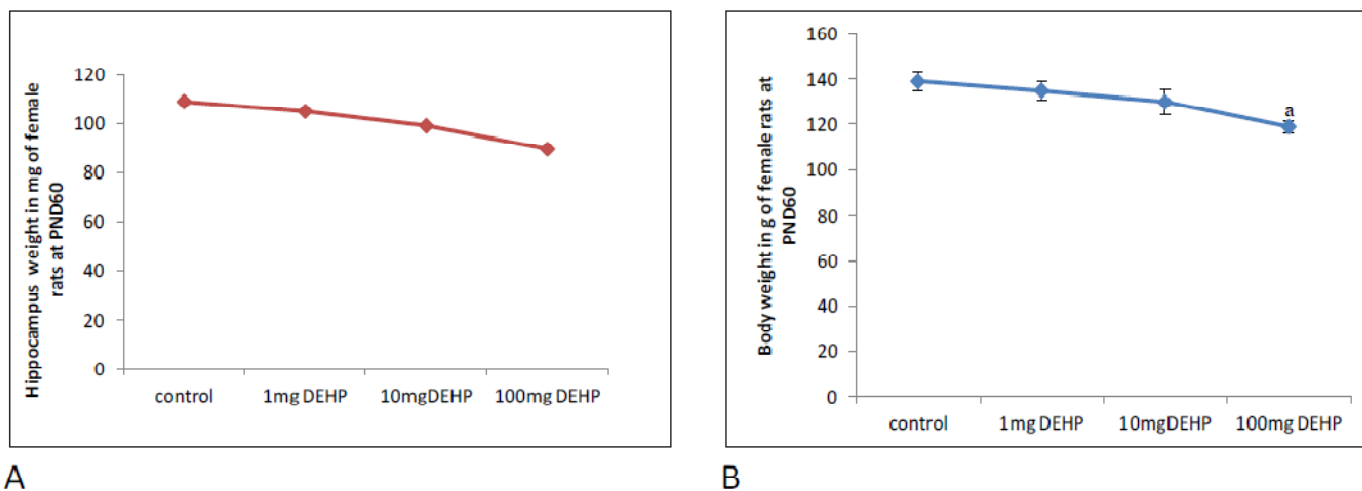 Hippocampus weight in mg of female
rats at PND60
120
100
80
60
40
20
0
control 1mg DEHP 10mgDEHP 100mg DEHP
A
Body weight in g of female rats at
PND60
160
140
120
100
80
60
40
20
0
a
control 1mg DEHP 10mgDEHP 100mg DEHP
B